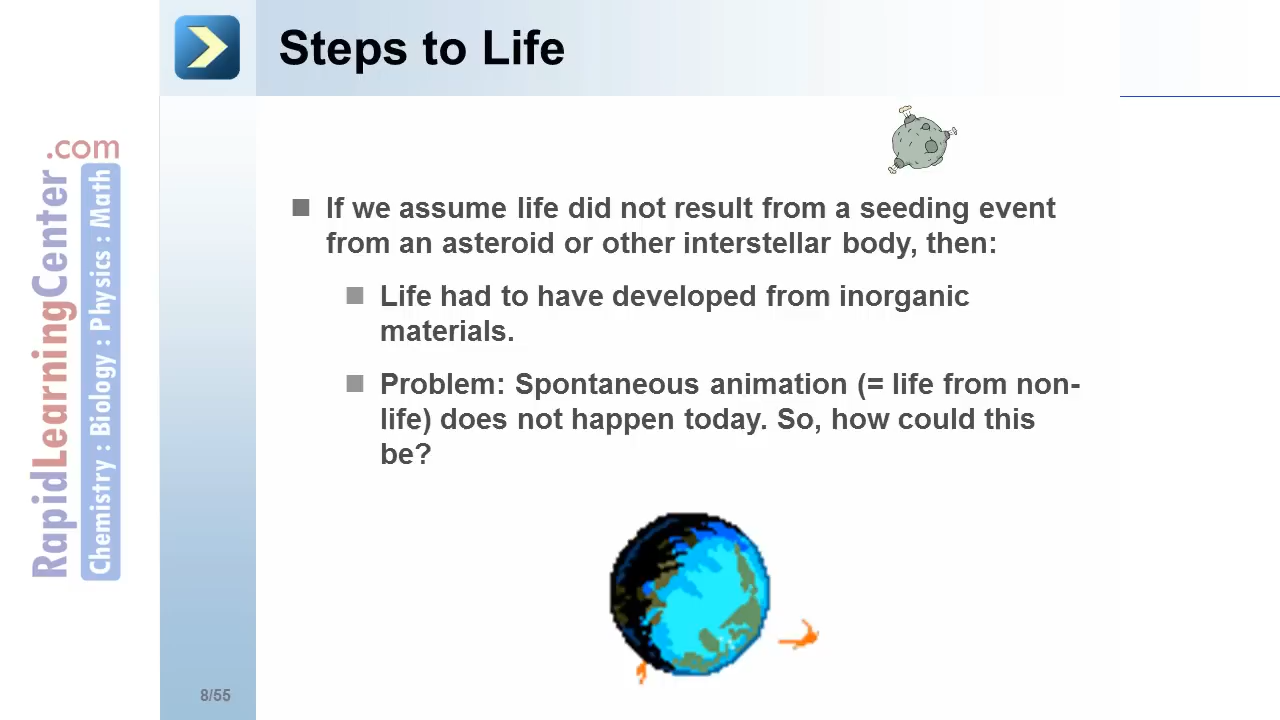 Steps to Life
If we assume life did not result from a seeding event
from an asteroid or other interstellar body, then:
Life had to have developed from inorganic
materials.
Problem: Spontaneous animation (= life from non-
life) does not happen today. So, how could this
be?
RapidLearningCenter.com
Chemistry : Biology : Physics : Math
8/55